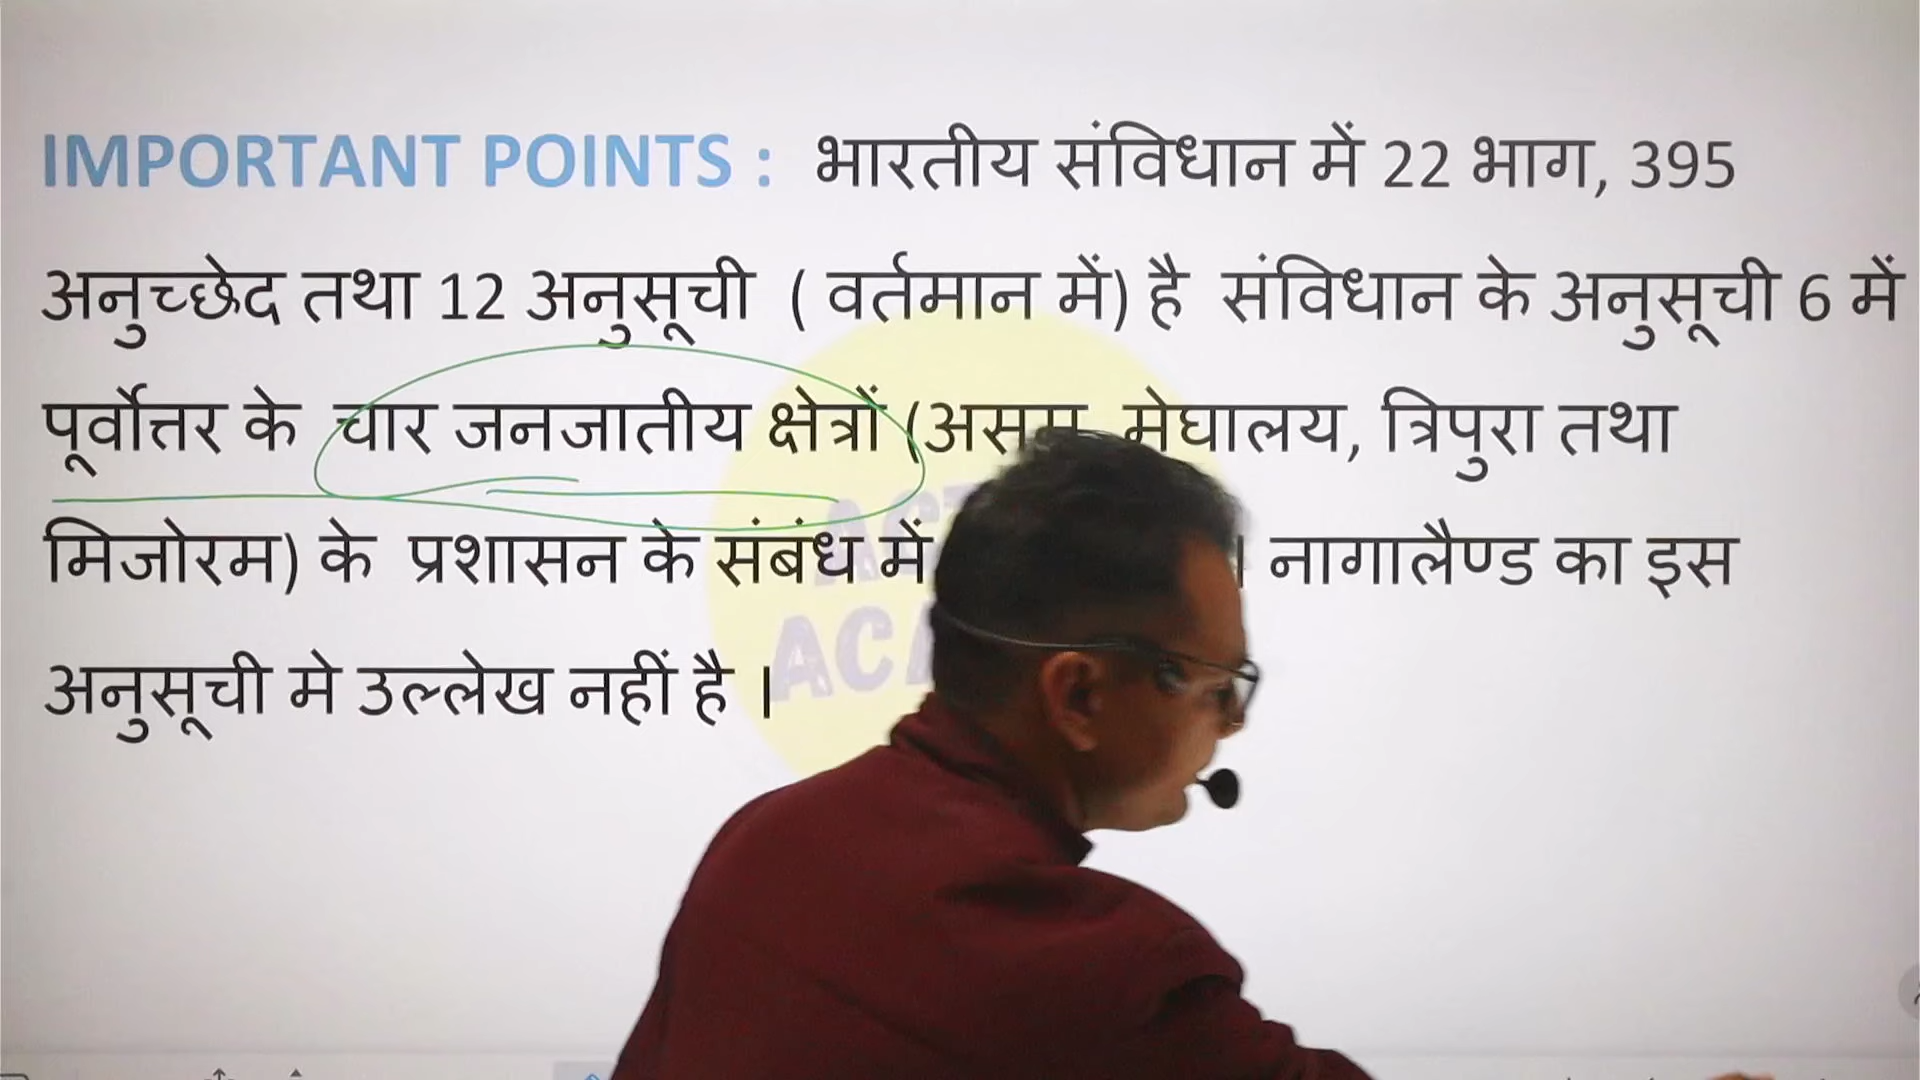 IMPORTANT POINTS : भारतीय संविधान में 22 भाग, 395
अनुच्छेद तथा 12 अनुसूची ( वर्तमान में) है संविधान के अनुसूची 6 में
पूर्वोत्तर के चार जनजातीय क्षेत्रों (असम मेघालय, त्रिपुरा तथा
मिजोरम) के प्रशासन के संबंध में । नागालैण्ड का इस
अनुसूची मे उल्लेख नहीं है ।